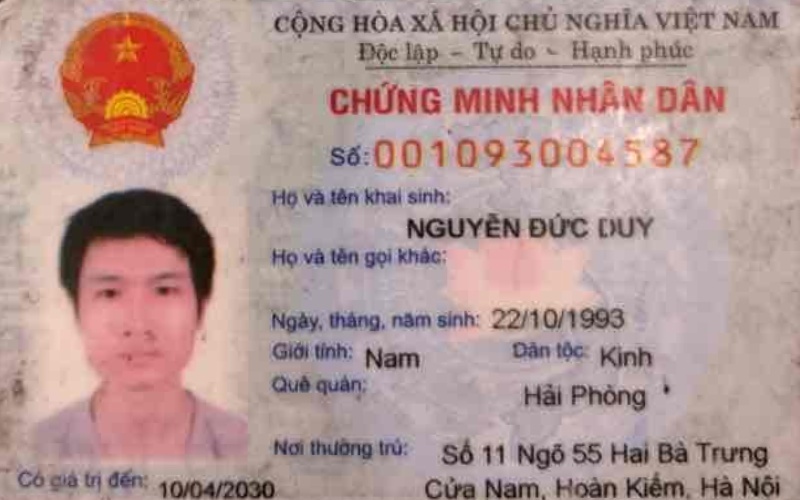 CỘNG HÒA XÃ HỘI CHỦ NGHĨA VIỆT NAM
Độc lập – Tự do – Hạnh phúc
CHỨNG MINH NHÂN DÂN
Số: 001093004587
Họ và tên khai sinh:
NGUYỄN ĐỨC DUY
Họ và tên gọi khác:
Ngày, tháng, năm sinh: 22/10/1993
Giới tính: Nam Dân tộc: Kinh
Quê quán:
Hải Phòng
Nơi thường trú: Số 11 Ngõ 55 Hai Bà Trưng
Cửa Nam, Hoàn Kiếm, Hà Nội
Có giá trị đến: 10/04/2030